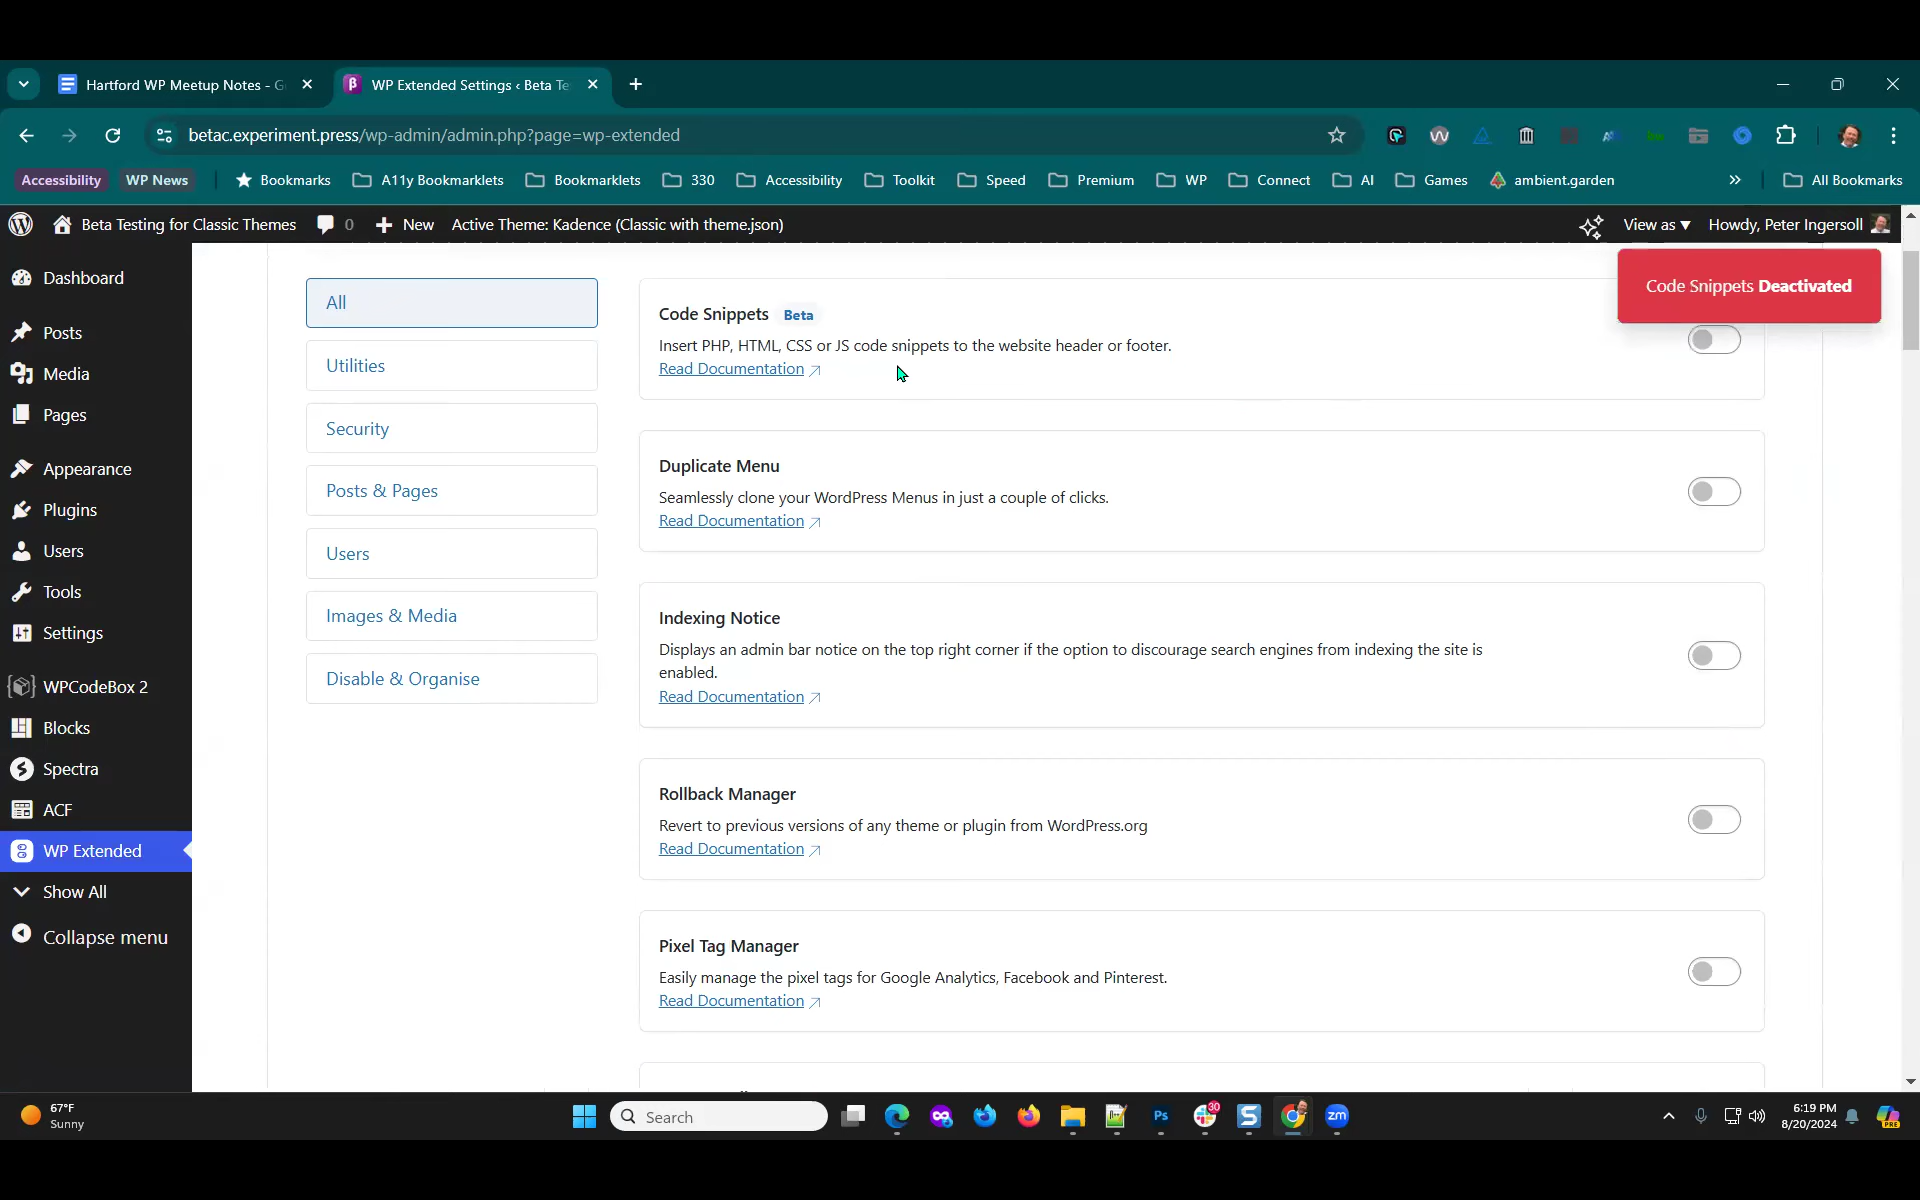 Hartford WP Meetup Notes - G
WP Extended Settings ‹ Beta Te
betac.experiment.press/wp-admin/admin.php?page=wp-extended
Accessibility
WP News
Bookmarks
A11y Bookmarklets
Bookmarklets
330
Accessibility
Toolkit
Speed
Premium
WP
Connect
AI
Games
ambient.garden
»
All Bookmarks
Beta Testing for Classic Themes
0
New
Active Theme: Kadence (Classic with theme.json)
View as ▼
Howdy, Peter Ingersoll
Dashboard
Posts
Media
Pages
Appearance
Plugins
Users
Tools
Settings
WPCodeBox 2
Blocks
Spectra
ACF
WP Extended
Show All
Collapse menu
All
Utilities
Security
Posts & Pages
Users
Images & Media
Disable & Organise
Code Snippets Deactivated
Code Snippets Beta
Insert PHP, HTML, CSS or JS code snippets to the website header or footer.
Read Documentation
Duplicate Menu
Seamlessly clone your WordPress Menus in just a couple of clicks.
Read Documentation
Indexing Notice
Displays an admin bar notice on the top right corner if the option to discourage search engines from indexing the site is
enabled.
Read Documentation
Rollback Manager
Revert to previous versions of any theme or plugin from WordPress.org
Read Documentation
Pixel Tag Manager
Easily manage the pixel tags for Google Analytics, Facebook and Pinterest.
Read Documentation
67°F
Sunny
Search
Ps
30
zm
6:19 PM
8/20/2024
PRE